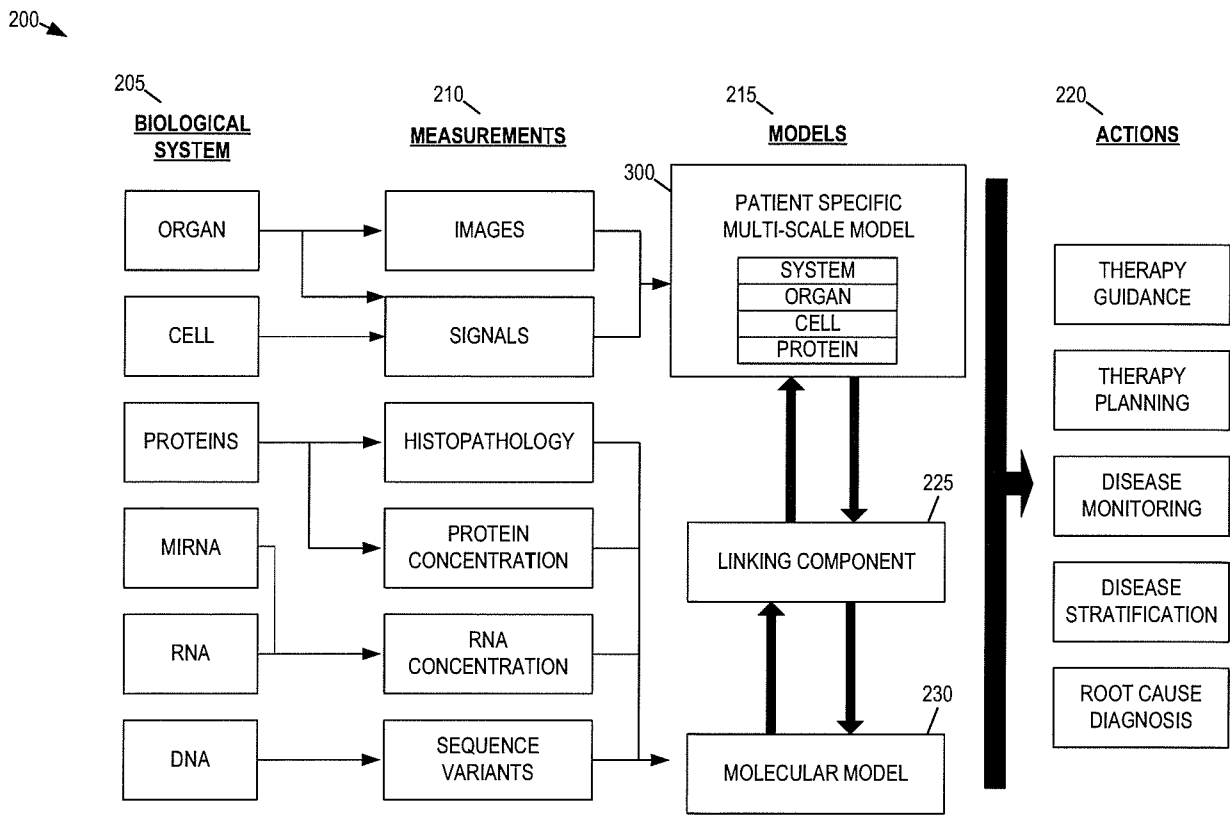 200
205
BIOLOGICAL
SYSTEM
ORGAN
CELL
PROTEINS
MIRNA
RNA
DNA
210
MEASUREMENTS
IMAGES
SIGNALS
HISTOPATHOLOGY
PROTEIN
CONCENTRATION
RNA
CONCENTRATION
SEQUENCE
VARIANTS
215
MODELS
300
PATIENT SPECIFIC
MULTI-SCALE MODEL
SYSTEM
ORGAN
CELL
PROTEIN
225
LINKING COMPONENT
230
MOLECULAR MODEL
220
ACTIONS
THERAPY
GUIDANCE
THERAPY
PLANNING
DISEASE
MONITORING
DISEASE
STRATIFICATION
ROOT CAUSE
DIAGNOSIS